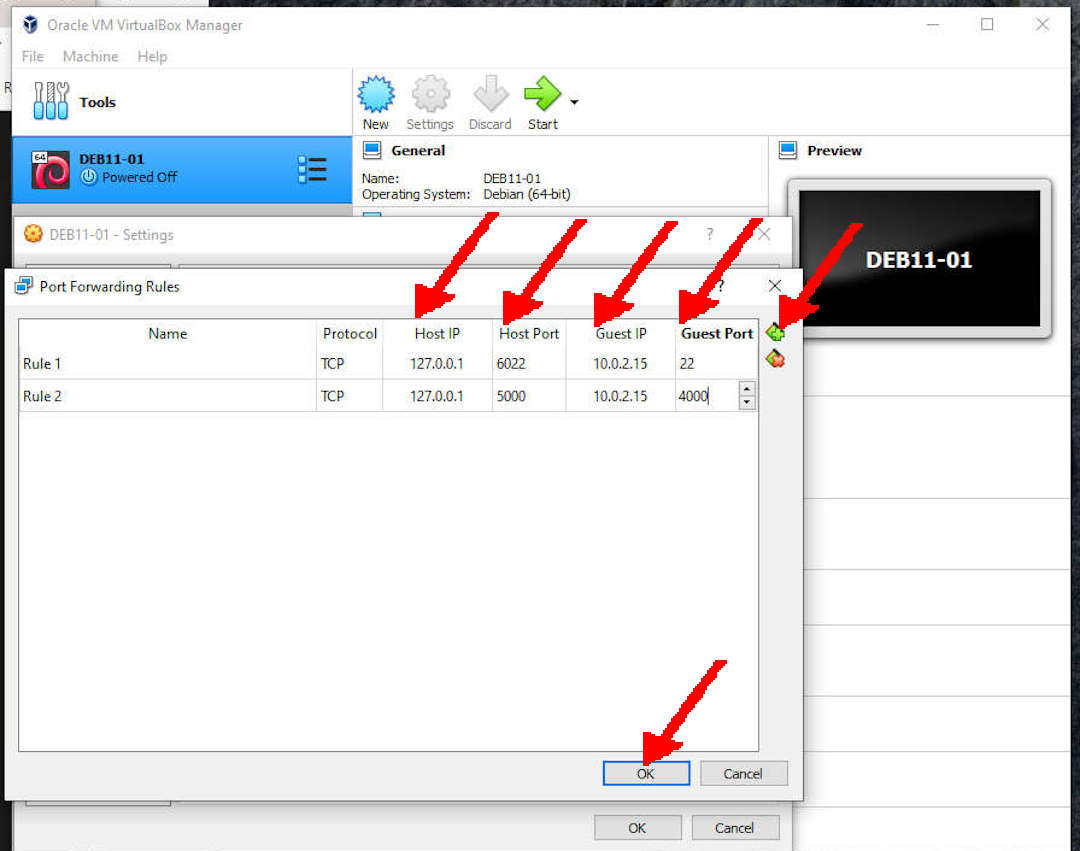 Oracle VM VirtualBox Manager
File Machine Help
Tools
New Settings Discard Start
64
DEB11-01
Powered Off
General
Name: DEB11-01
Operating System: Debian (64-bit)
Preview
DEB11-01
DEB11-01 - Settings ?
Port Forwarding Rules ?
Name Protocol Host IP Host Port Guest IP Guest Port
Rule 1 TCP 127.0.0.1 6022 10.0.2.15 22
Rule 2 TCP 127.0.0.1 5000 10.0.2.15 4000
OK Cancel
OK Cancel